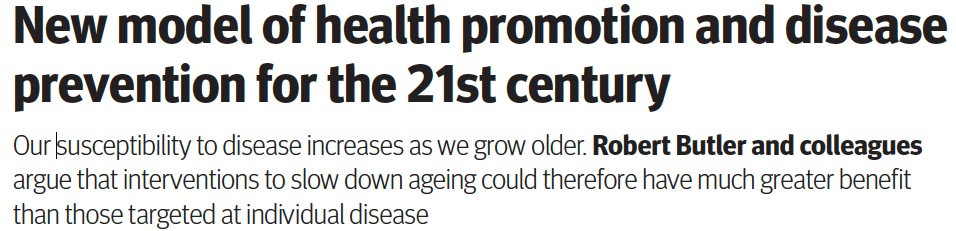 New model of health promotion and disease
prevention for the 21st century
Our susceptibility to disease increases as we grow older. Robert Butler and colleagues
argue that interventions to slow down ageing could therefore have much greater benefit
than those targeted at individual disease